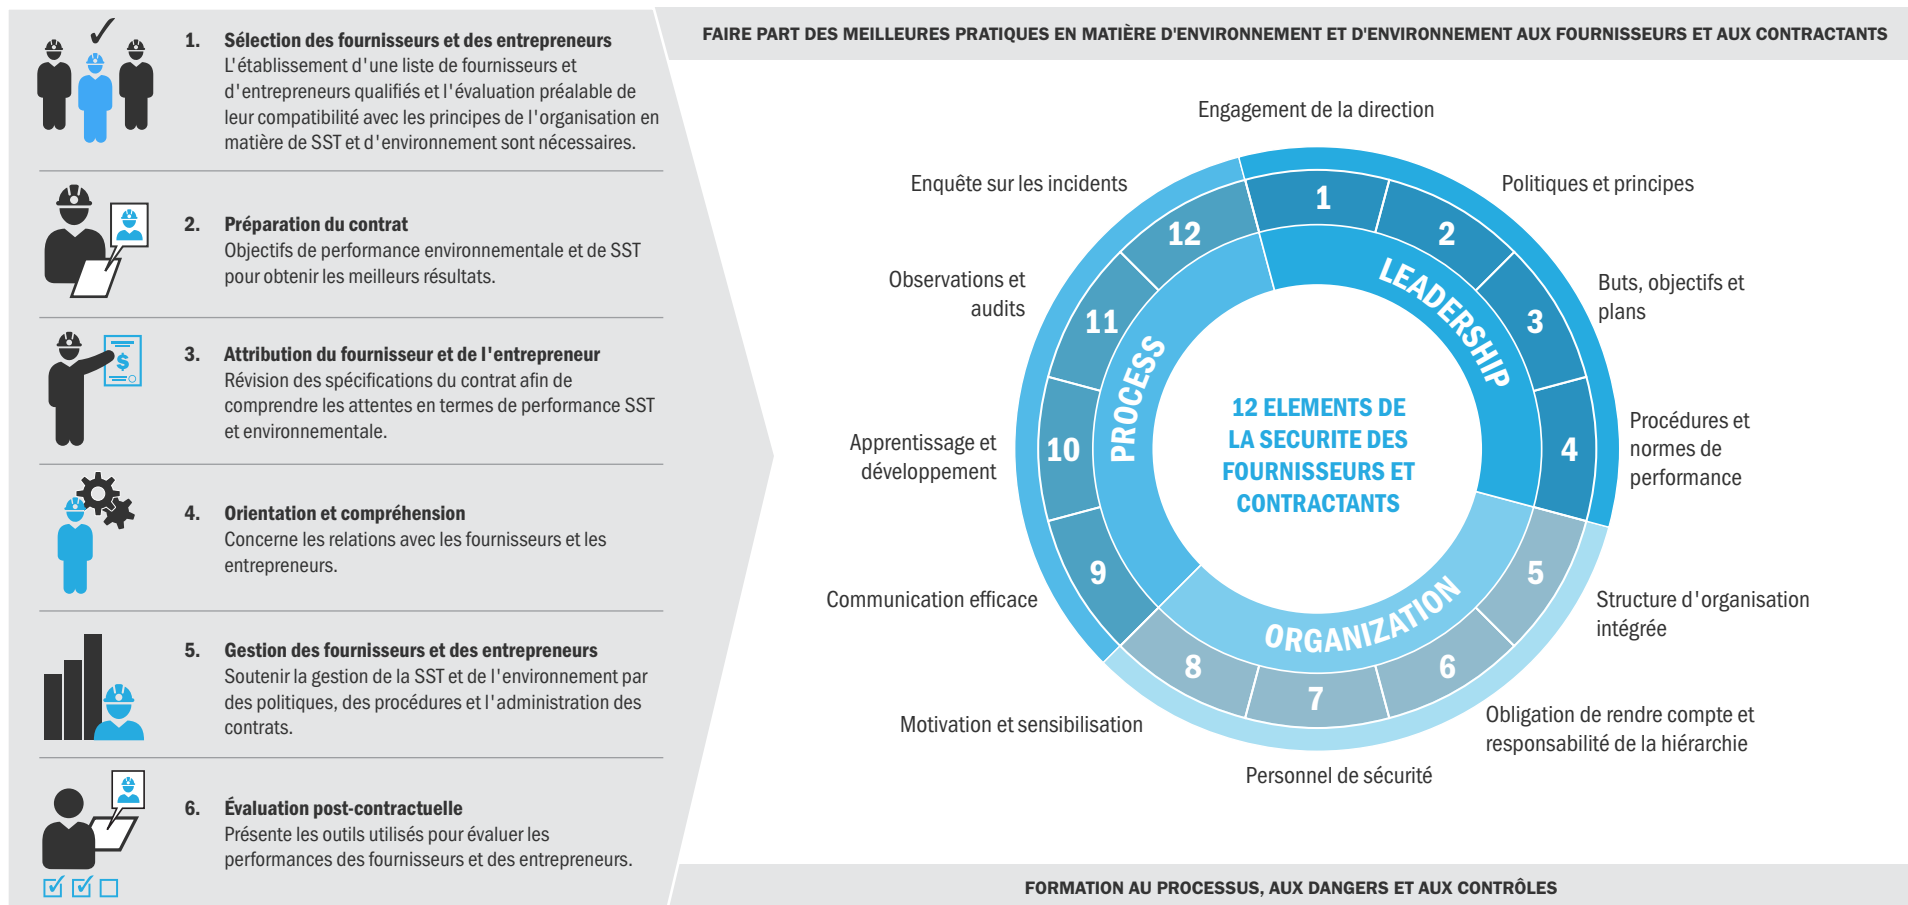 1. Sélection des fournisseurs et des entrepreneurs
L'établissement d'une liste de fournisseurs et
d'entrepreneurs qualifiés et l'évaluation préalable de
leur compatibilité avec les principes de l'organisation en
matière de SST et d'environnement sont nécessaires.
2. Préparation du contrat
Objectifs de performance environnementale et de SST
pour obtenir les meilleurs résultats.
$
3. Attribution du fournisseur et de l'entrepreneur
Révision des spécifications du contrat afin de
comprendre les attentes en termes de performance SST
et environnementale.
4. Orientation et compréhension
Concerne les relations avec les fournisseurs et les
entrepreneurs.
5. Gestion des fournisseurs et des entrepreneurs
Soutenir la gestion de la SST et de l'environnement par
des politiques, des procédures et l'administration des
contrats.
6. Évaluation post-contractuelle
Présente les outils utilisés pour évaluer les
performances des fournisseurs et des entrepreneurs.
FAIRE PART DES MEILLEURES PRATIQUES EN MATIÈRE D'ENVIRONNEMENT ET D'ENVIRONNEMENT AUX FOURNISSEURS ET AUX CONTRACTANTS
Engagement de la direction
Politiques et principes
Buts, objectifs et
plans
Procédures et
normes de
performance
Structure d'organisation
intégrée
Obligation de rendre compte et
responsabilité de la hiérarchie
Personnel de sécurité
Motivation et sensibilisation
Communication efficace
Apprentissage et
développement
Observations et
audits
Enquête sur les incidents
1
2
3
4
5
6
7
8
9
10
11
12
LEADERSHIP
ORGANIZATION
PROCESS
12 ELEMENTS DE
LA SECURITE DES
FOURNISSEURS ET
CONTRACTANTS
FORMATION AU PROCESSUS, AUX DANGERS ET AUX CONTRÔLES